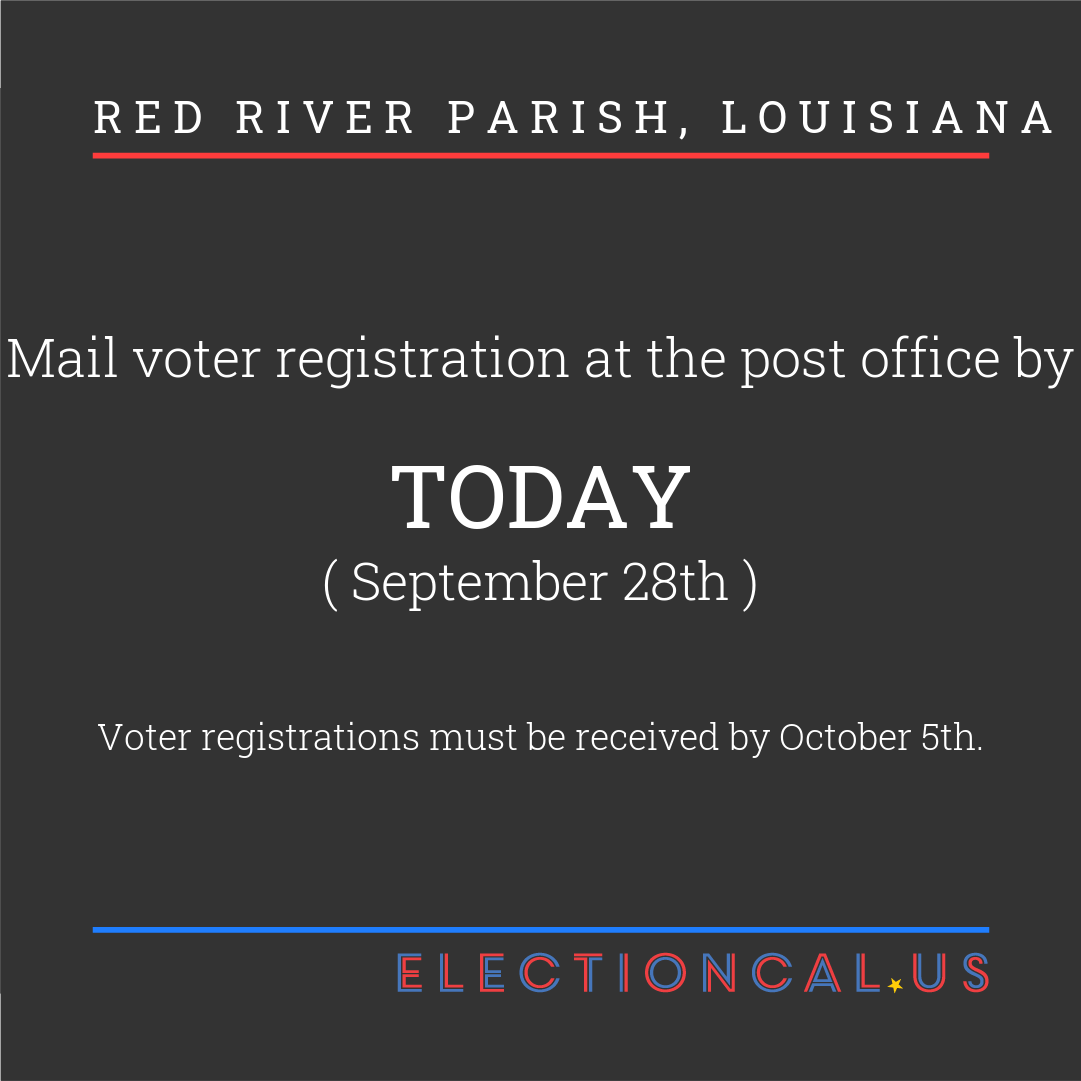 RED RIVER PARISH, LOUISIANA
Mail voter registration at the post office by
TODAY
( September 28th )
Voter registrations must be received by October 5th.
ELECTIONCAL.US